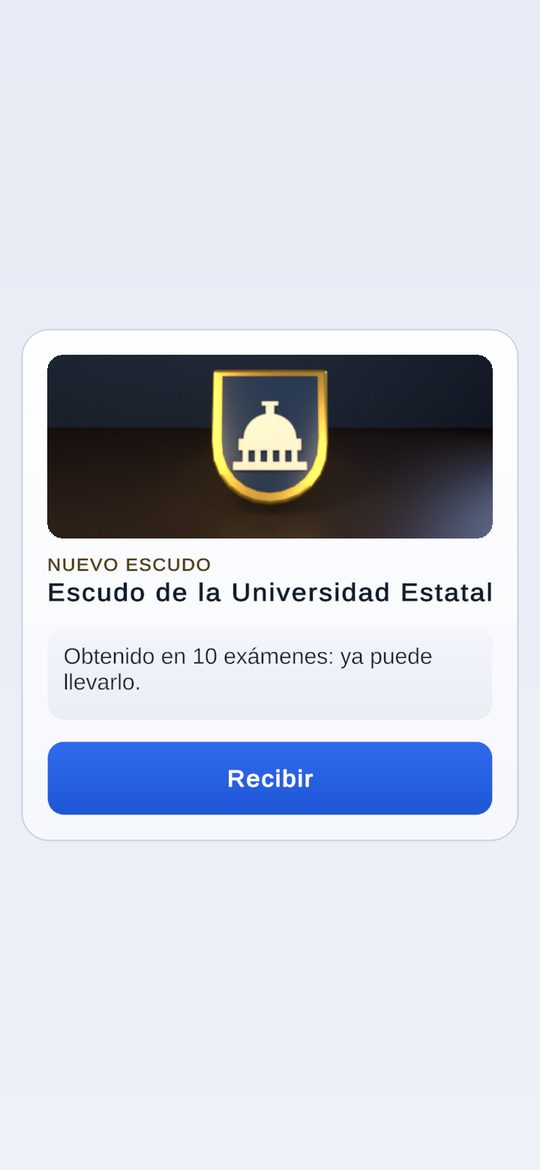 NUEVO ESCUDO
Escudo de la Universidad Estatal
Obtenido en 10 exámenes: ya puede
llevarlo.
Recibir